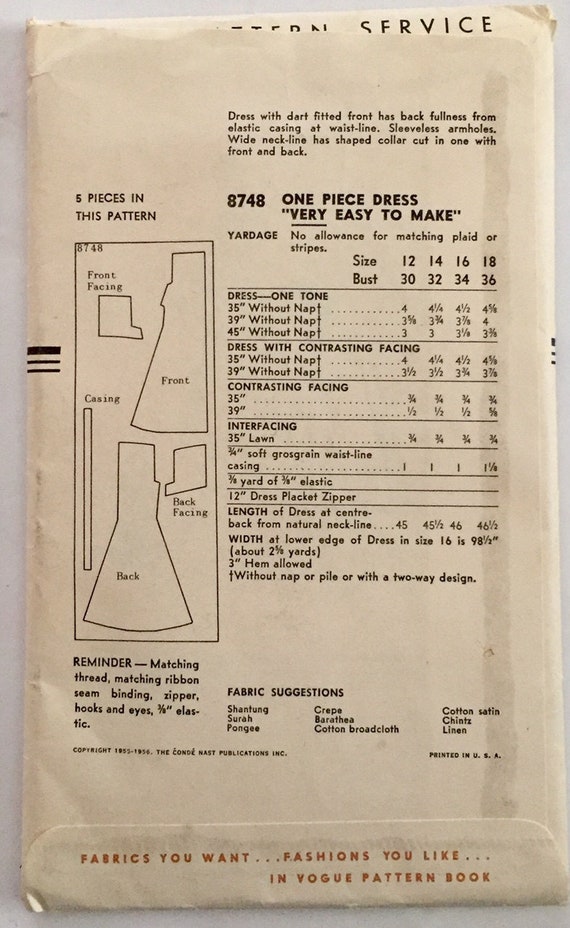 PATTERN SERVICE
Dress with dart fitted front has back fullness from
elastic casing at waist-line. Sleeveless armholes.
Wide neck-line has shaped collar cut in one with
front and back.
5 PIECES IN
THIS PATTERN
8748 ONE PIECE DRESS
"VERY EASY TO MAKE"
YARDAGE No allowance for matching plaid or
stripes.
Size 12 14 16 18
Bust 30 32 34 36
DRESS—ONE TONE
35" Without Nap† ............4 4¼ 4½ 4⅝
39" Without Nap† ............3⅝ 3¾ 3⅞ 4
45" Without Nap† ............3 3 3⅛ 3⅜
DRESS WITH CONTRASTING FACING
35" Without Nap† ............4 4¼ 4½ 4⅝
39" Without Nap† ............3½ 3½ 3¾ 3⅞
CONTRASTING FACING
35" ......................¾ ¾ ¾ ¾
39" ......................½ ½ ½ ⅝
INTERFACING
35" Lawn ..................¾ ¾ ¾ ¾
¾" soft grosgrain waist-line
casing ....................1 1 1 1⅛
⅜ yard of ⅜" elastic
12" Dress Placket Zipper
LENGTH of Dress at centre-
back from natural neck-line....45 45½ 46 46½
WIDTH at lower edge of Dress in size 16 is 98½"
(about 2⅝ yards)
3" Hem allowed
†Without nap or pile or with a two-way design.
8748
Front
Facing
Front
Casing
Back
Facing
Back
REMINDER — Matching
thread, matching ribbon
seam binding, zipper,
hooks and eyes, ⅜" elas-
tic.
FABRIC SUGGESTIONS
Shantung Crepe Cotton satin
Surah Barathea Chintz
Pongee Cotton broadcloth Linen
COPYRIGHT 1955-1956, THE CONDÉ NAST PUBLICATIONS INC.
PRINTED IN U. S. A.
FABRICS YOU WANT...FASHIONS YOU LIKE...
IN VOGUE PATTERN BOOK